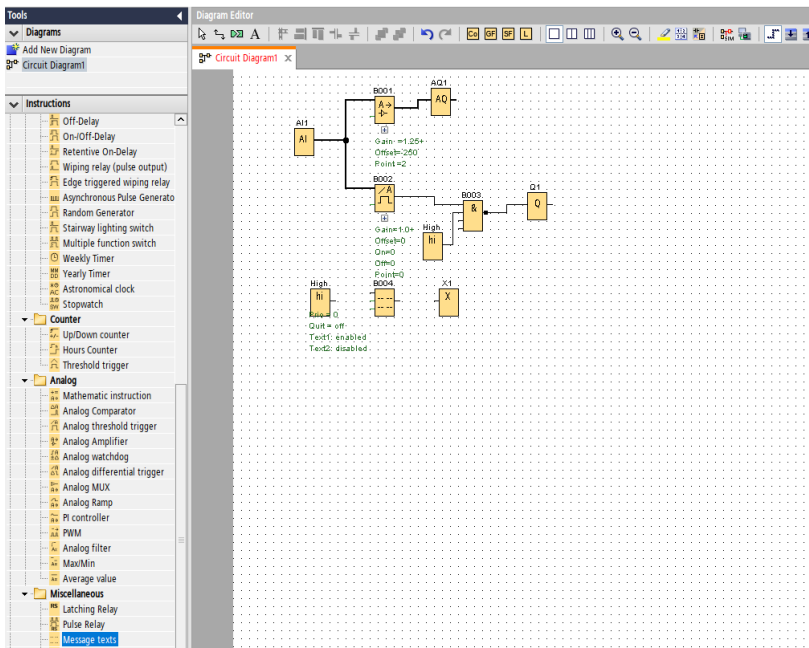 Tools
Diagrams
Add New Diagram
Circuit Diagram1
Instructions
Off-Delay
On/Off-Delay
Retentive On-Delay
Wiping relay (pulse output)
Edge triggered wiping relay
Asynchronous Pulse Generato
Random Generator
Stairway lighting switch
Multiple function switch
Weekly Timer
Yearly Timer
Astronomical clock
Stopwatch
Counter
Up/Down counter
Hours Counter
Threshold trigger
Analog
Mathematic instruction
Analog Comparator
Analog threshold trigger
Analog Amplifier
Analog watchdog
Analog differential trigger
Analog MUX
Analog Ramp
PI controller
PWM
Analog filter
Max/Min
Average value
Miscellaneous
Latching Relay
Pulse Relay
Message texts
Diagram Editor
A Co GF SF L
Circuit Diagram1 X
AQ1
AQ
B001
A→
AI1
AI
Gain =1.25+
Offset=-250
Point=2
B002
/A
B003
&
Q1
Q
Gain=1.0+
Offset=0
On=0
Off=0
Point=0
High
hi
High
hi
B004
X1
X
Prio = 0
Quit = off
Text1: enabled
Text2: disabled